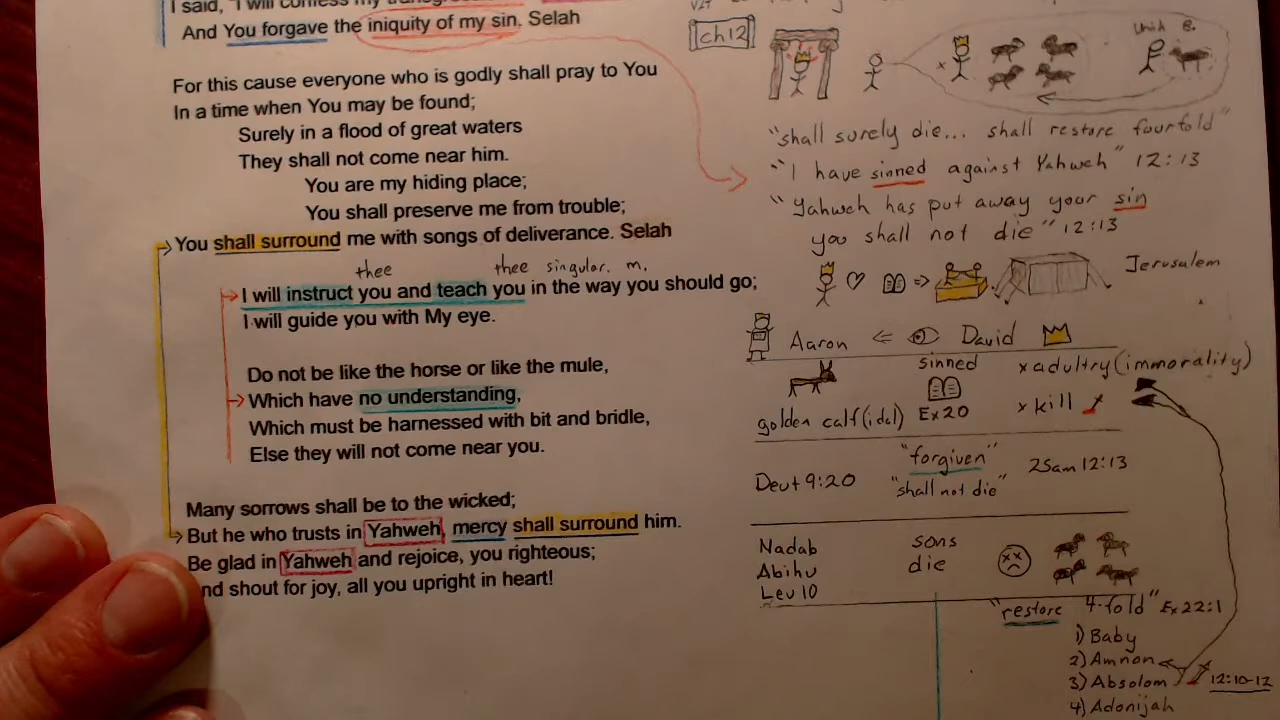 I said, "I will confess my
And You forgave the iniquity of my sin. Selah
For this cause everyone who is godly shall pray to You
In a time when You may be found;
Surely in a flood of great waters
They shall not come near him.
You are my hiding place;
You shall preserve me from trouble;
You shall surround me with songs of deliverance. Selah
thee thee singular. m.
I will instruct you and teach you in the way you should go;
I will guide you with My eye.
Do not be like the horse or like the mule,
Which have no understanding,
Which must be harnessed with bit and bridle,
Else they will not come near you.
Many sorrows shall be to the wicked;
But he who trusts in Yahweh, mercy shall surround him.
Be glad in Yahweh and rejoice, you righteous;
nd shout for joy, all you upright in heart!
ch12
Uriah B.
"shall surely die... shall restore fourfold"
"I have sinned against Yahweh" 12:13
"Yahweh has put away your sin
you shall not die" 12:13
Jerusalem
Aaron <= David
sinned x adultry (immorality)
golden calf (idol) Ex20 x kill
Deut 9:20 "forgiven" 2Sam 12:13
"shall not die"
Nadab sons
Abihu die
Lev 10
"restore 4-fold" Ex 22:1
1) Baby
2) Amnon
3) Absolom 12:10-12
4) Adonijah